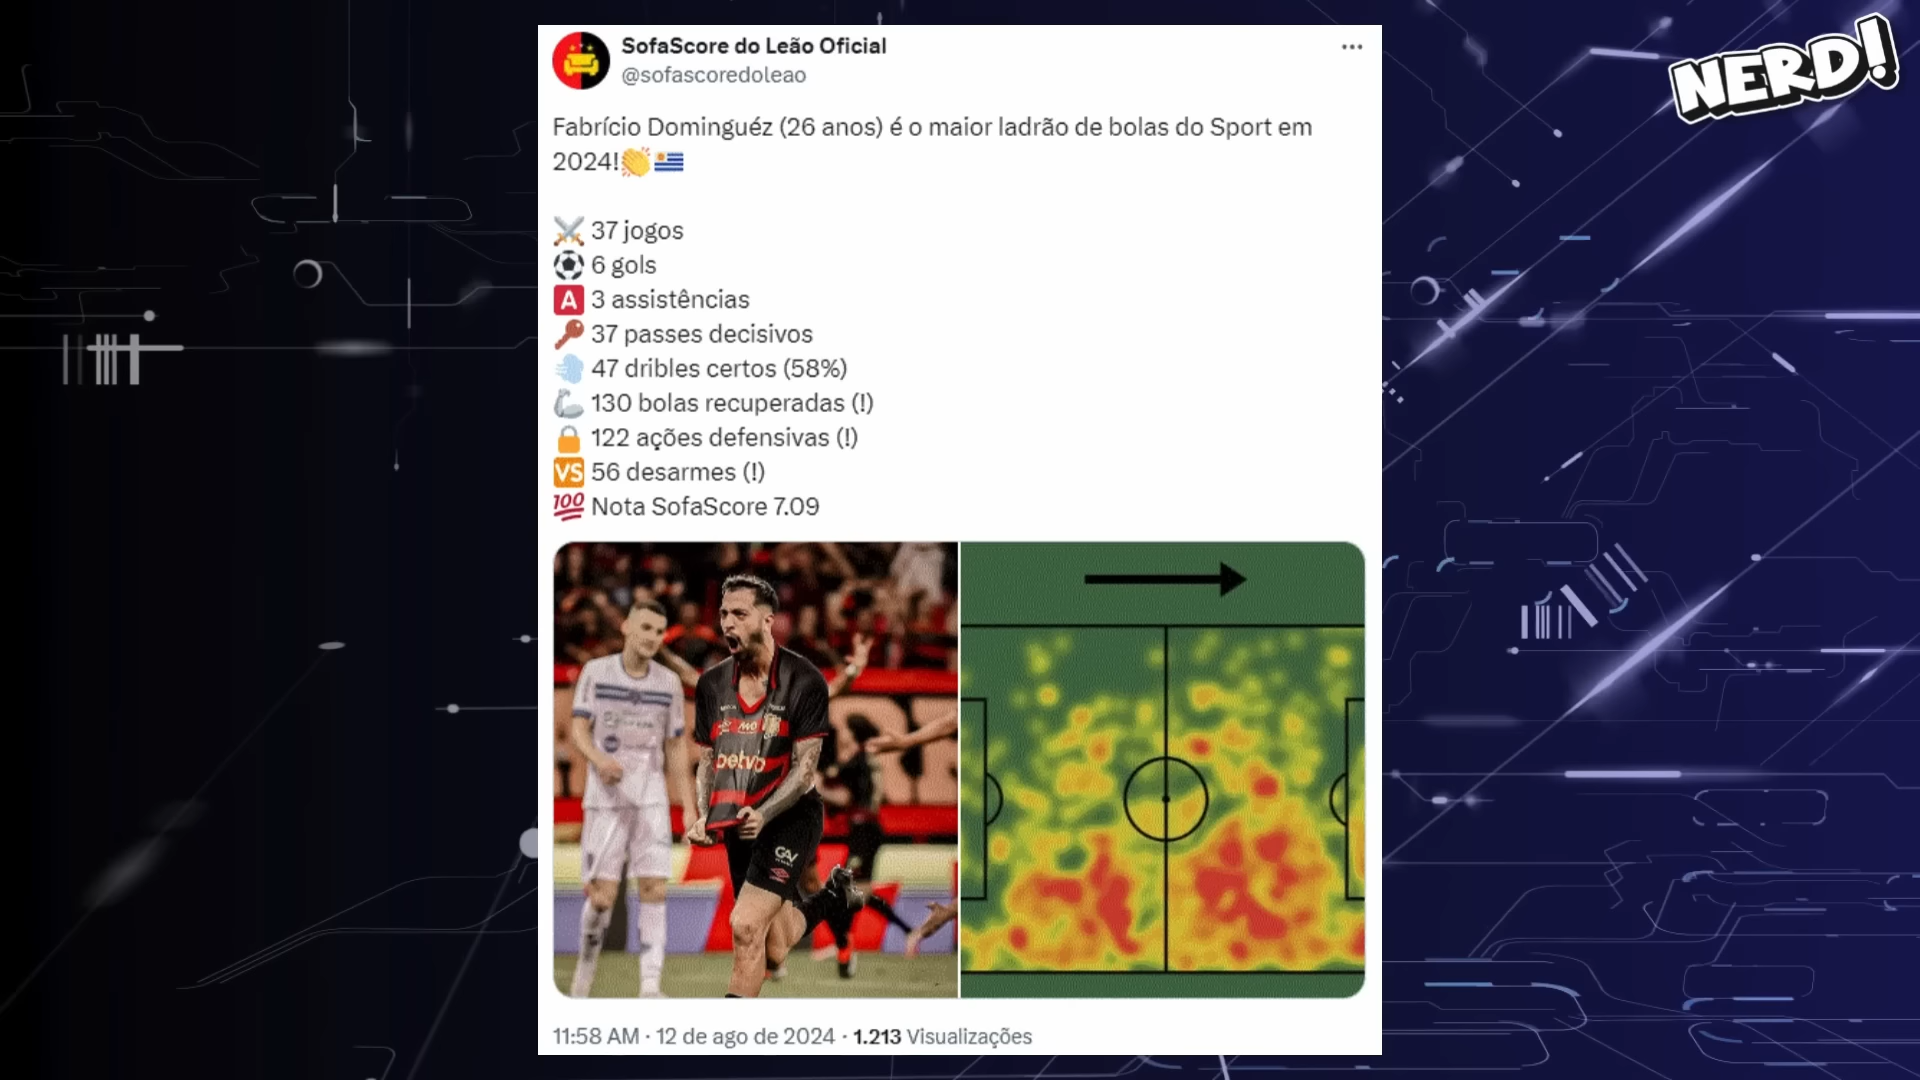 NERD!
SofaScore do Leão Oficial
@sofascoredoleao
Fabrício Dominguéz (26 anos) é o maior ladrão de bolas do Sport em
2024!👏🇺🇾
⚔️ 37 jogos
⚽ 6 gols
🅰️ 3 assistências
🔑 37 passes decisivos
💨 47 dribles certos (58%)
🦾 130 bolas recuperadas (!)
🔒 122 ações defensivas (!)
🆚 56 desarmes (!)
💯 Nota SofaScore 7.09
betvip
11:58 AM · 12 de ago de 2024 · 1.213 Visualizações